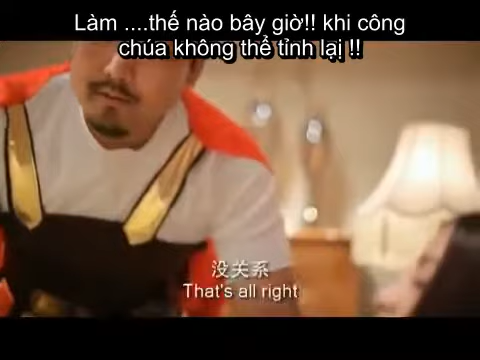 Làm ....thế nào bây giờ!! khi công
chúa không thể tỉnh lại !!
没关系
That's all right